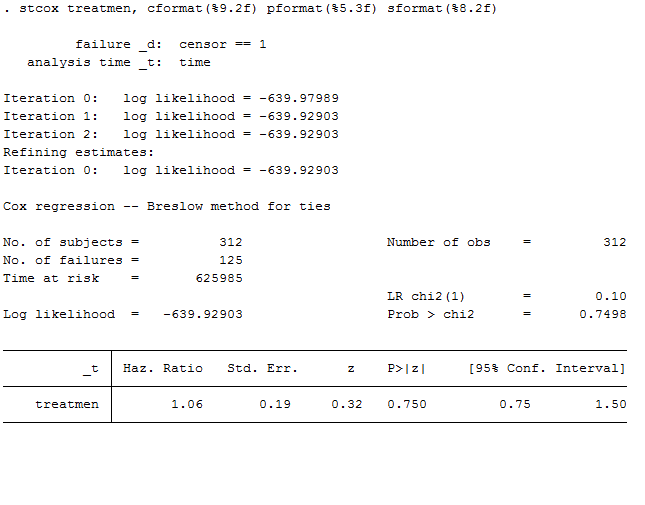 . stcox treatmen, cformat(%9.2f) pformat(%5.3f) sformat(%8.2f)
failure _d: censor == 1
analysis time _t: time
Iteration 0: log likelihood = -639.97989
Iteration 1: log likelihood = -639.92903
Iteration 2: log likelihood = -639.92903
Refining estimates:
Iteration 0: log likelihood = -639.92903
Cox regression -- Breslow method for ties
No. of subjects = 312 Number of obs = 312
No. of failures = 125
Time at risk = 625985
LR chi2(1) = 0.10
Log likelihood = -639.92903 Prob > chi2 = 0.7498
_t Haz. Ratio Std. Err. z P>|z| [95% Conf. Interval]
treatmen 1.06 0.19 0.32 0.750 0.75 1.50